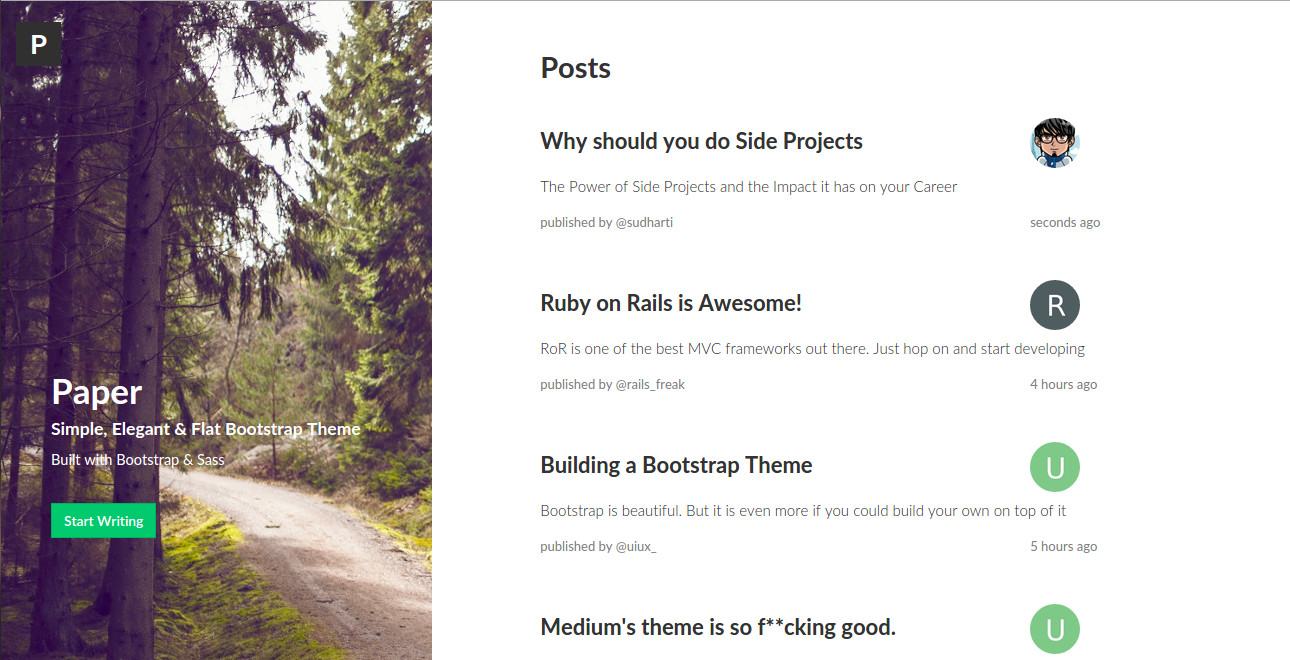 P
Paper
Simple, Elegant & Flat Bootstrap Theme
Built with Bootstrap & Sass
Start Writing
Posts
Why should you do Side Projects
The Power of Side Projects and the Impact it has on your Career
published by @sudharti
seconds ago
Ruby on Rails is Awesome!
R
RoR is one of the best MVC frameworks out there. Just hop on and start developing
published by @rails_freak
4 hours ago
Building a Bootstrap Theme
U
Bootstrap is beautiful. But it is even more if you could build your own on top of it
published by @uiux_
5 hours ago
Medium's theme is so f**cking good.
U